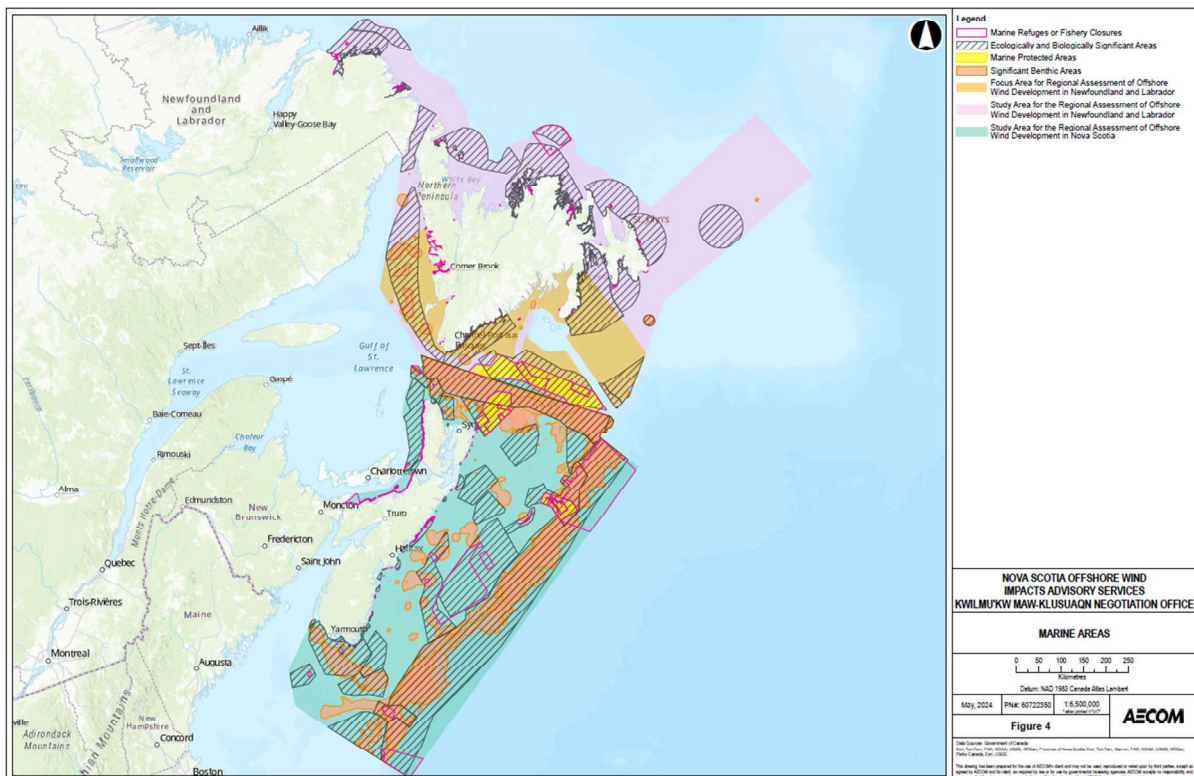 Ailik
Newfoundland
and
Labrador
Happy
Valley-Goose Bay
Smallwood
Reservoir
White Bay
Northern
Peninsula
St. John's
Corner Brook
Channel-Port aux
Basques
Gulf of
St.
Lawrence
Sept-Îles
St.
Lawrence
Seaway
Gaspé
Baie-Comeau
Chaleur
Bay
Rimouski
Charlottetown
Alma
Edmundston
Moncton
New
Brunswick
Truro
Monts Notre-Dame
Fredericton
Halifax
Saint John
Quebec
Trois-Rivières
Maine
Yarmouth
Montreal
Augusta
New
Hampshire
Adirondack
Mountains
Mountains
Concord
Boston
Legend
Marine Refuges or Fishery Closures
Ecologically and Biologically Significant Areas
Marine Protected Areas
Significant Benthic Areas
Focus Area for Regional Assessment of Offshore
Wind Development in Newfoundland and Labrador
Study Area for the Regional Assessment of Offshore
Wind Development in Newfoundland and Labrador
Study Area for the Regional Assessment of Offshore
Wind Development in Nova Scotia
NOVA SCOTIA OFFSHORE WIND
IMPACTS ADVISORY SERVICES
KWILMU'KW MAW-KLUSUAQN NEGOTIATION OFFICE
MARINE AREAS
0 50 100 150 200 250
Kilometres
Datum: NAD 1983 Canada Atlas Lambert
May, 2024 PN#: 60722350 1:6,500,000
Figure 4
AECOM
Data Sources: Government of Canada